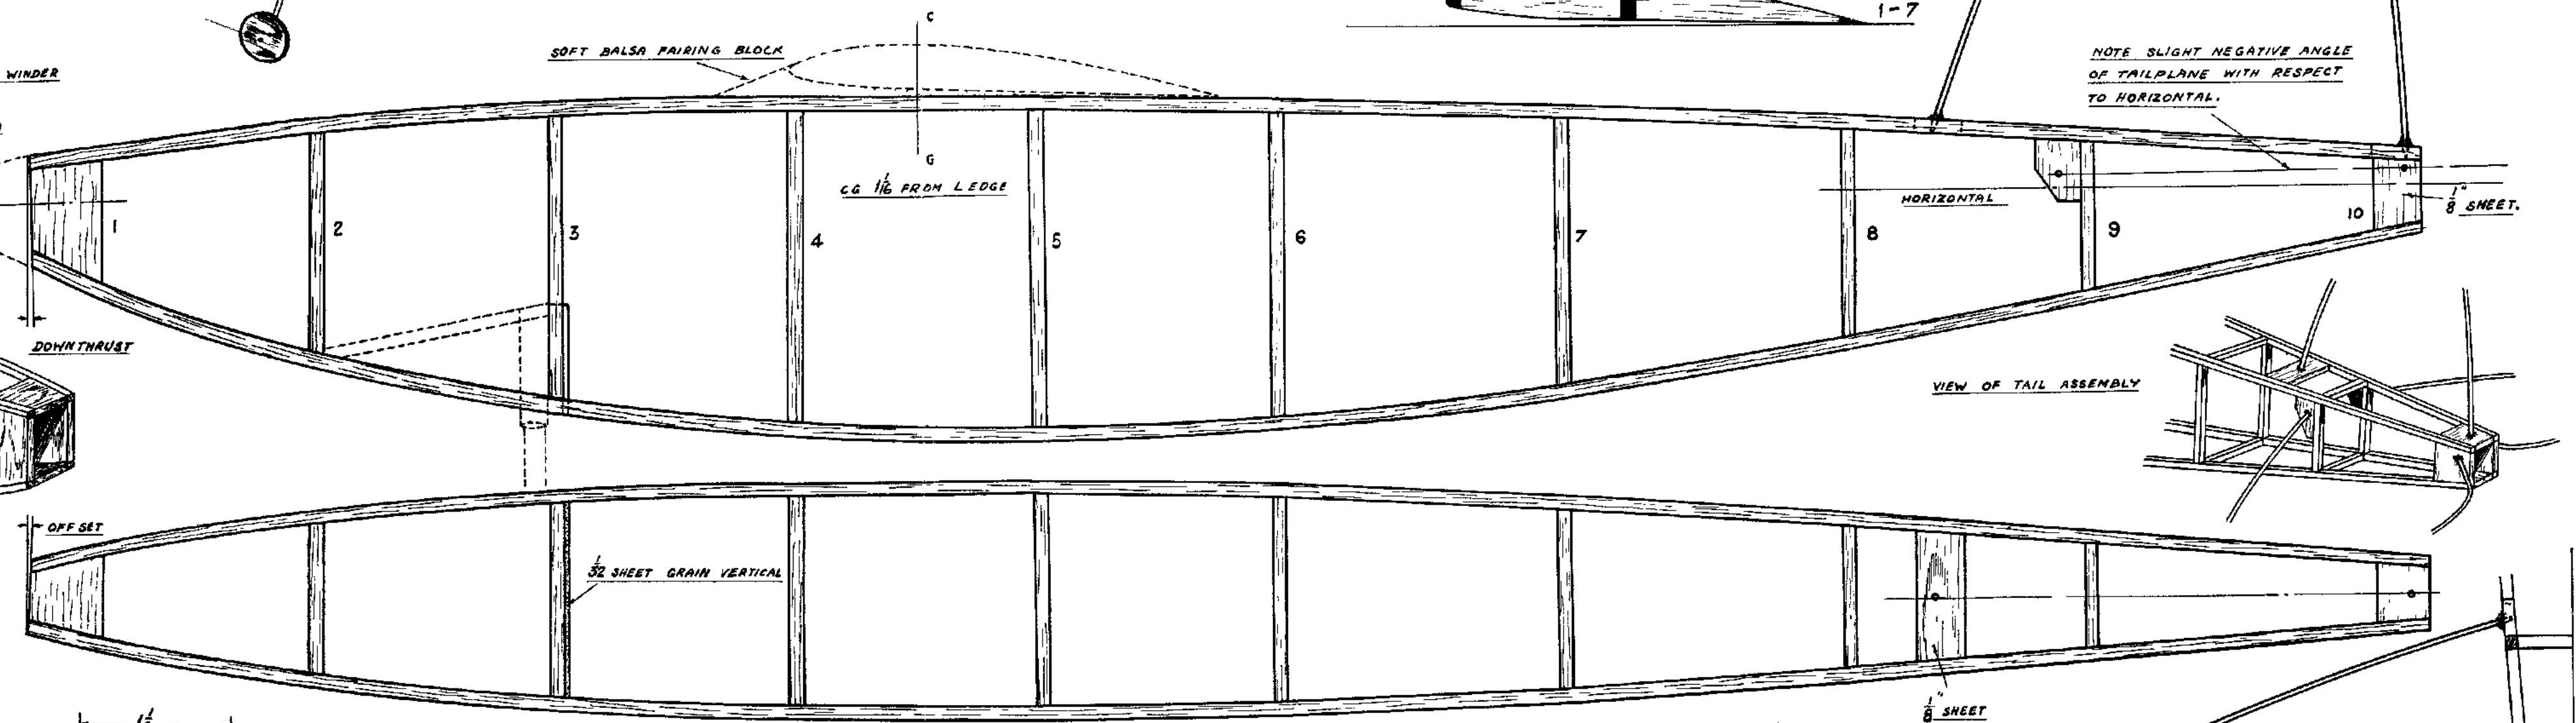 1-7
C
SOFT BALSA FAIRING BLOCK
WINDER
NOTE SLIGHT NEGATIVE ANGLE
OF TAILPLANE WITH RESPECT
TO HORIZONTAL.
G
CG 1 1/16 FROM L EDGE
HORIZONTAL
1/8" SHEET.
1
2
3
4
5
6
7
8
9
10
DOWNTHRUST
VIEW OF TAIL ASSEMBLY
OFFSET
1/32 SHEET GRAIN VERTICAL
1/8" SHEET